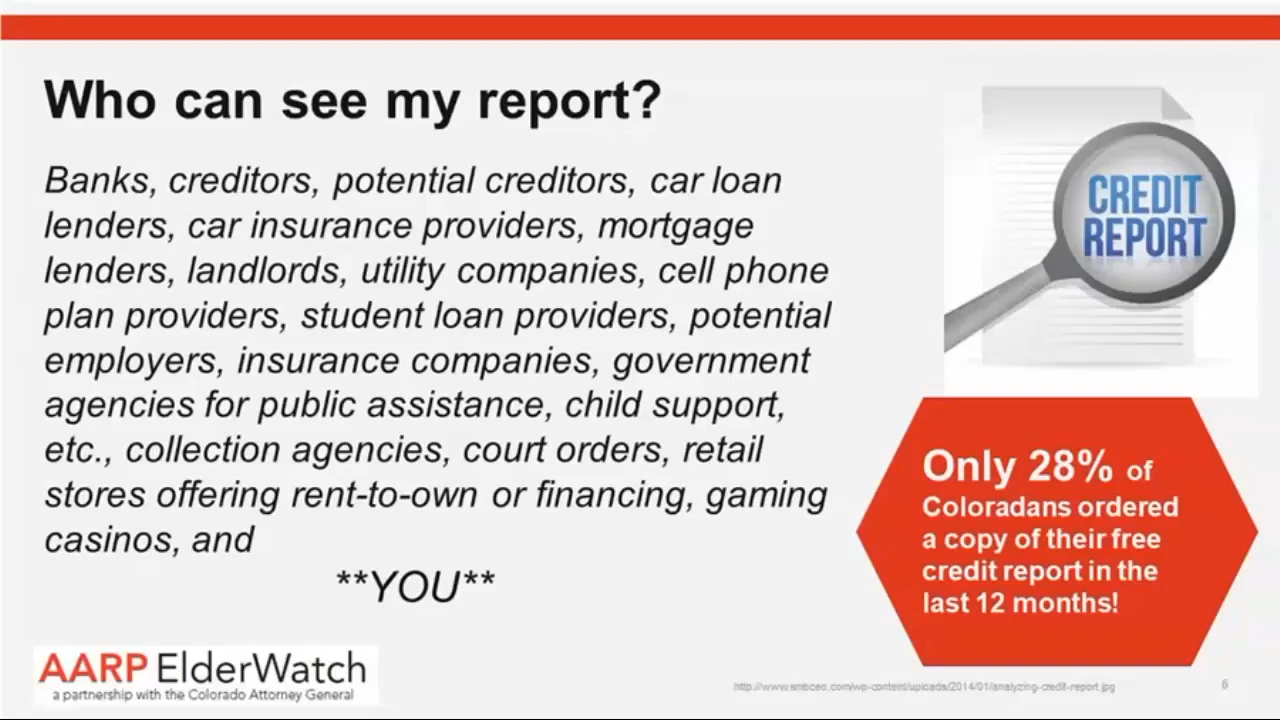 Who can see my report?
Banks, creditors, potential creditors, car loan
lenders, car insurance providers, mortgage
lenders, landlords, utility companies, cell phone
plan providers, student loan providers, potential
employers, insurance companies, government
agencies for public assistance, child support,
etc., collection agencies, court orders, retail
stores offering rent-to-own or financing, gaming
casinos, and
**YOU**
CREDIT
REPORT
Only 28% of
Coloradans ordered
a copy of their free
credit report in the
last 12 months!
AARP ElderWatch
a partnership with the Colorado Attorney General
http://www.smbceo.com/wp-content/uploads/2014/01/analyzing-credit-report.jpg
6